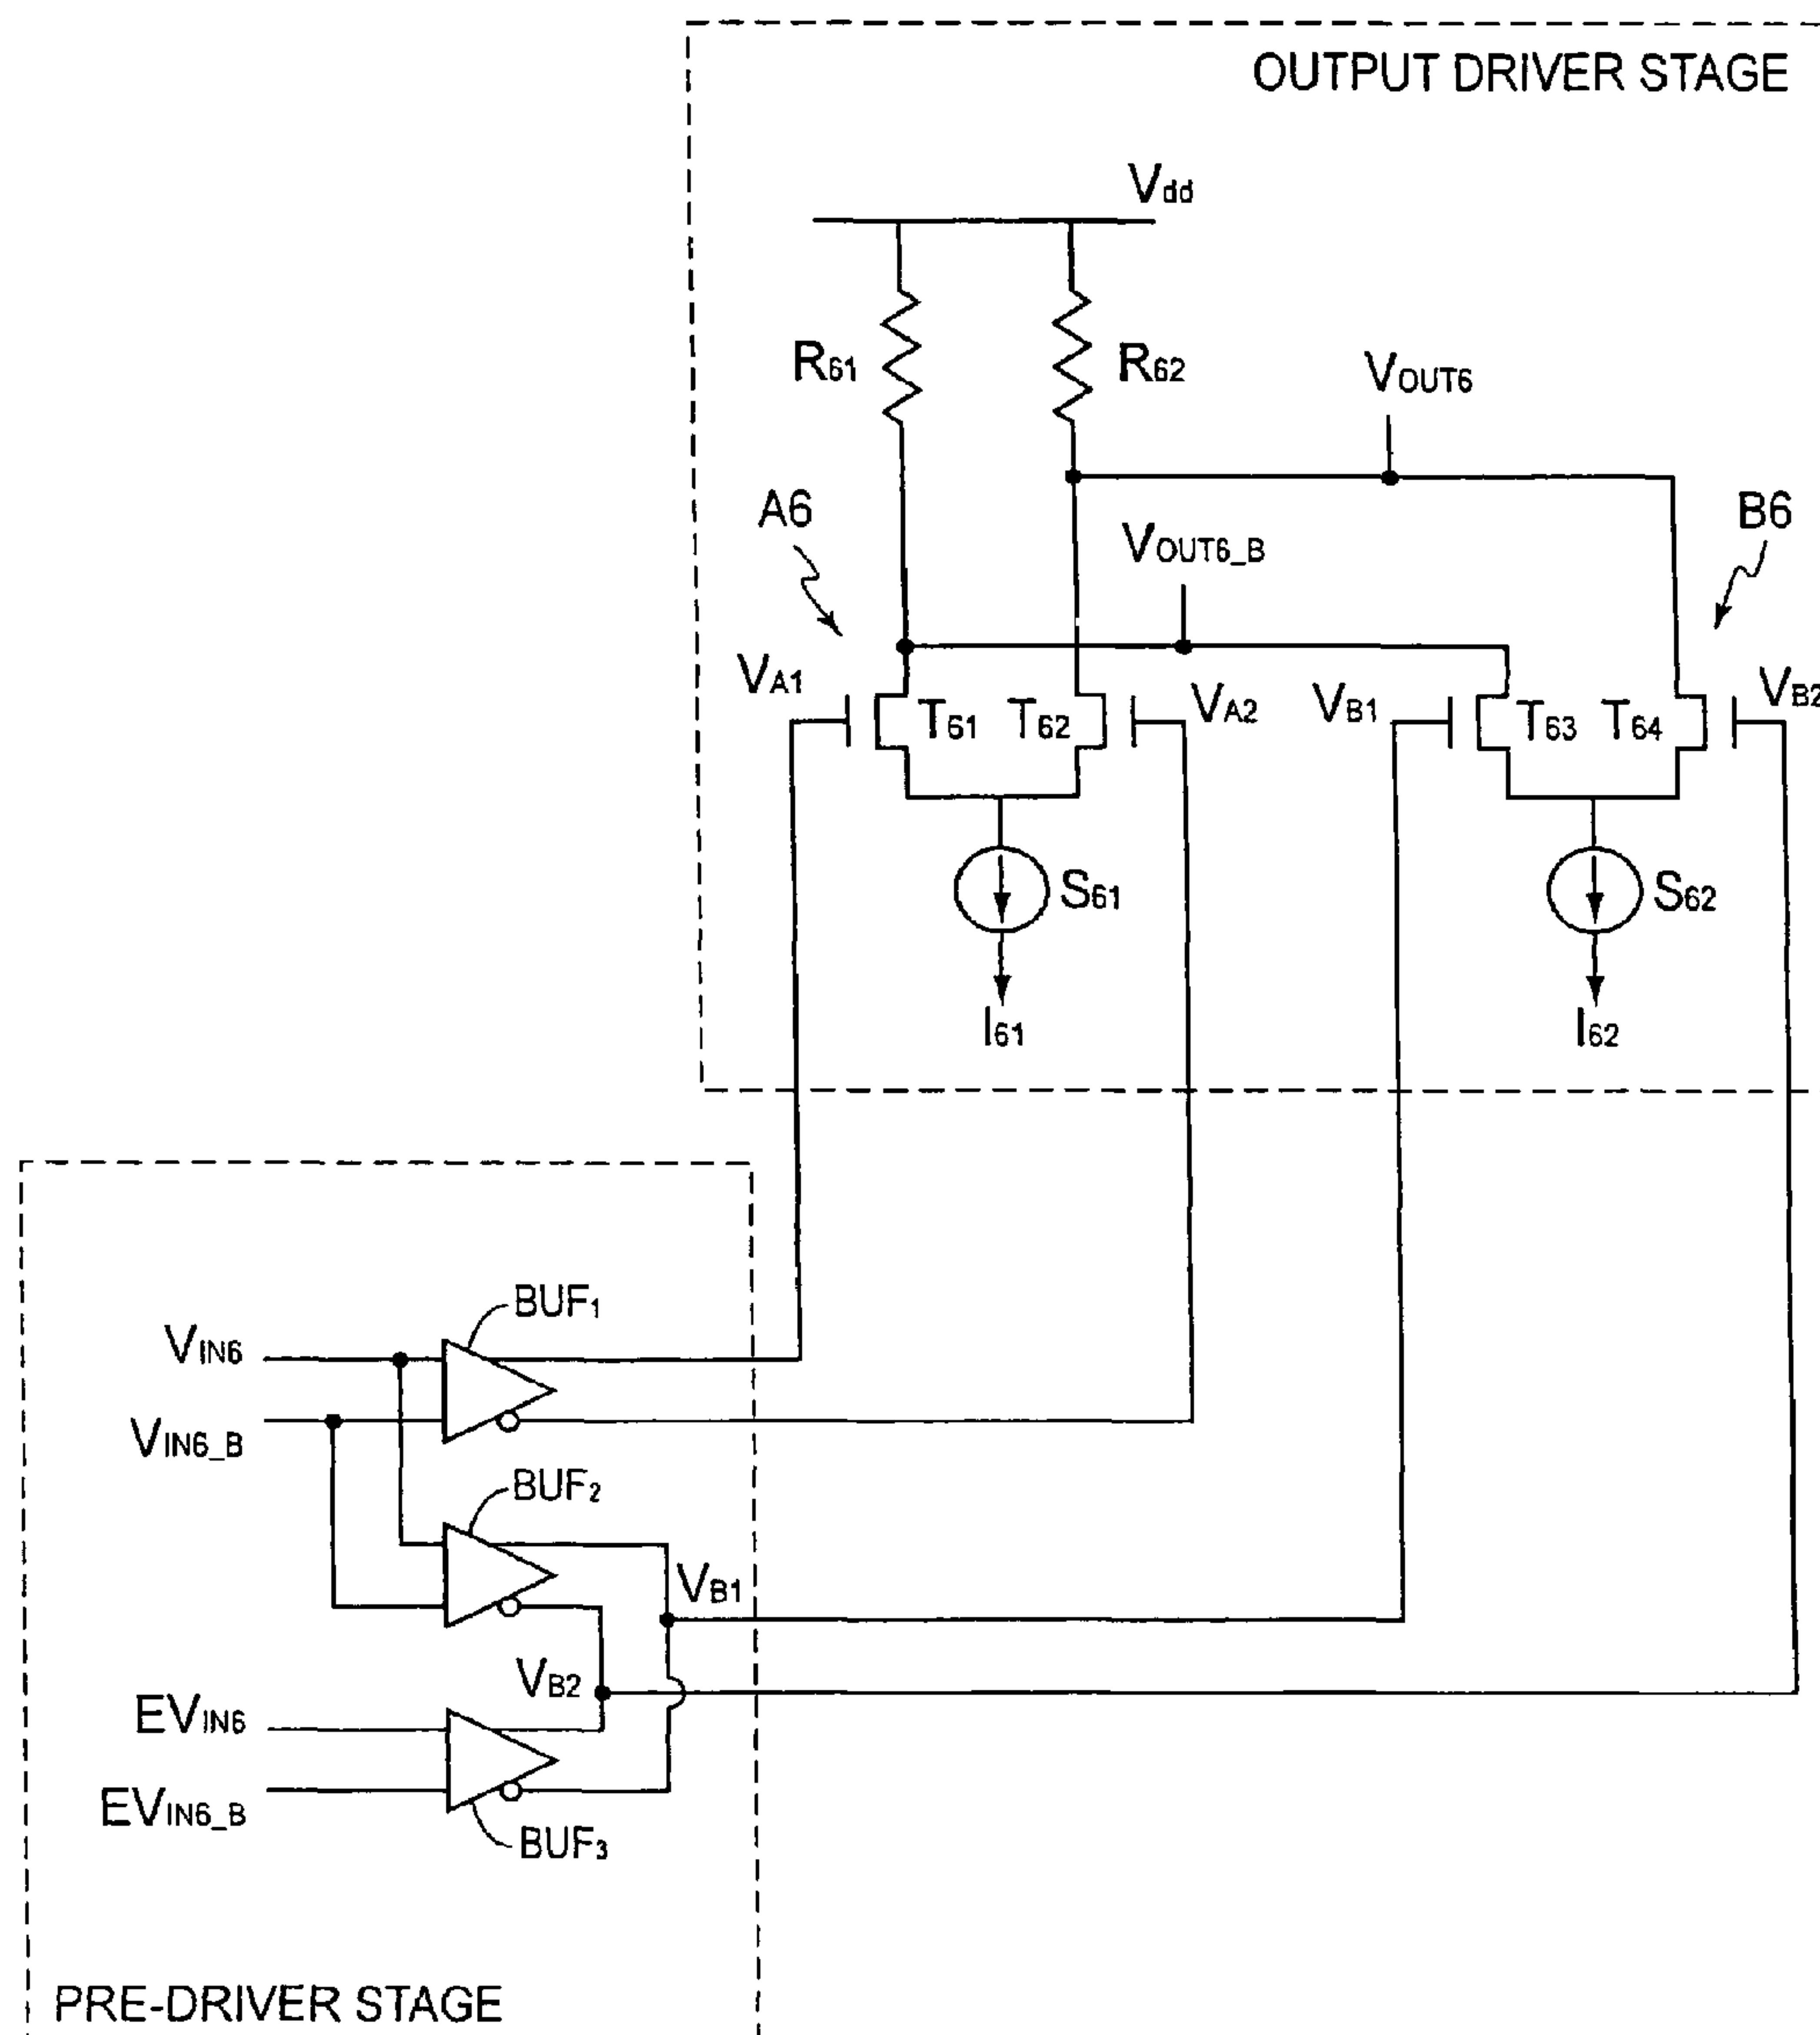 OUTPUT DRIVER STAGE
Vdd
R61
R62
VOUT6
A6
VOUT6_B
B6
VA1
T61
T62
VA2
VB1
T63
T64
VB2
S61
S62
I61
I62
BUF1
VIN6
VIN6_B
BUF2
VB1
VB2
EVIN6
EVIN6_B
BUF3
PRE-DRIVER STAGE